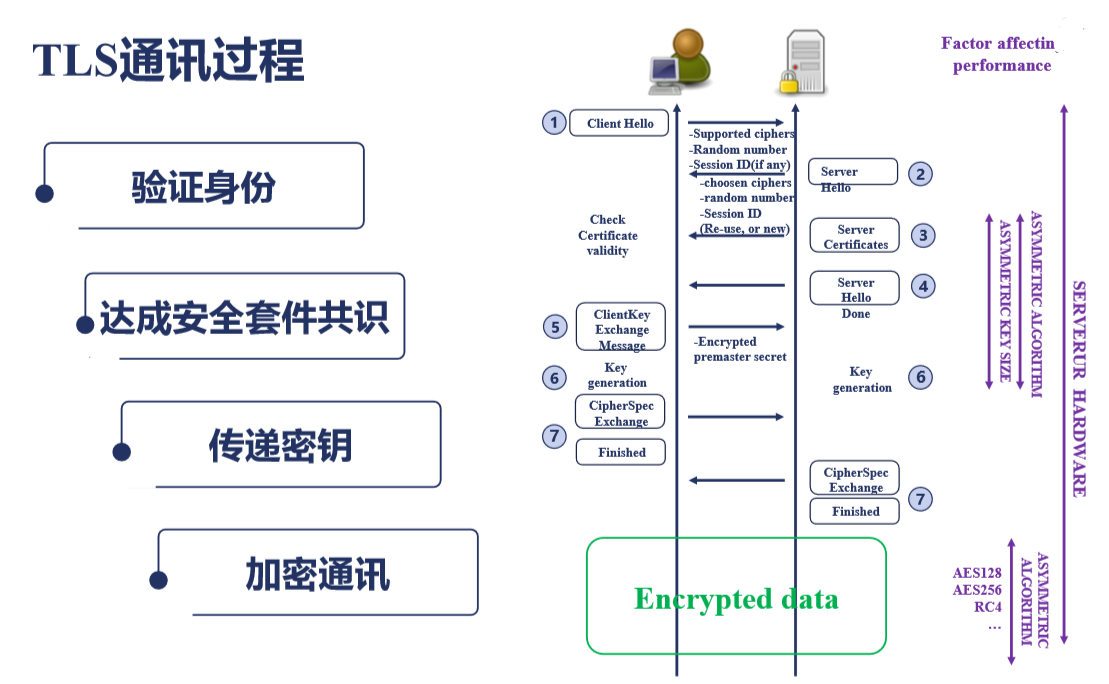 TLS通讯过程
验证身份
达成安全套件共识
传递密钥
加密通讯
Factor affectin
performance
1
Client Hello
-Supported ciphers
-Random number
-Session ID(if any)
Server
Hello
2
-choosen ciphers
-random number
-Session ID
(Re-use, or new)
Check
Certificate
validity
Server
Certificates
3
Server
Hello
Done
4
5
ClientKey
Exchange
Message
-Encrypted
premaster secret
6
Key
generation
Key
generation
6
CipherSpec
Exchange
7
Finished
CipherSpec
Exchange
7
Finished
Encrypted data
ASYMMETRIC KEY SIZE
ASYMMETRIC ALGORITHM
SERVERUR HARDWARE
AES128
AES256
RC4
…
ASYMMETRIC
ALGORITHM